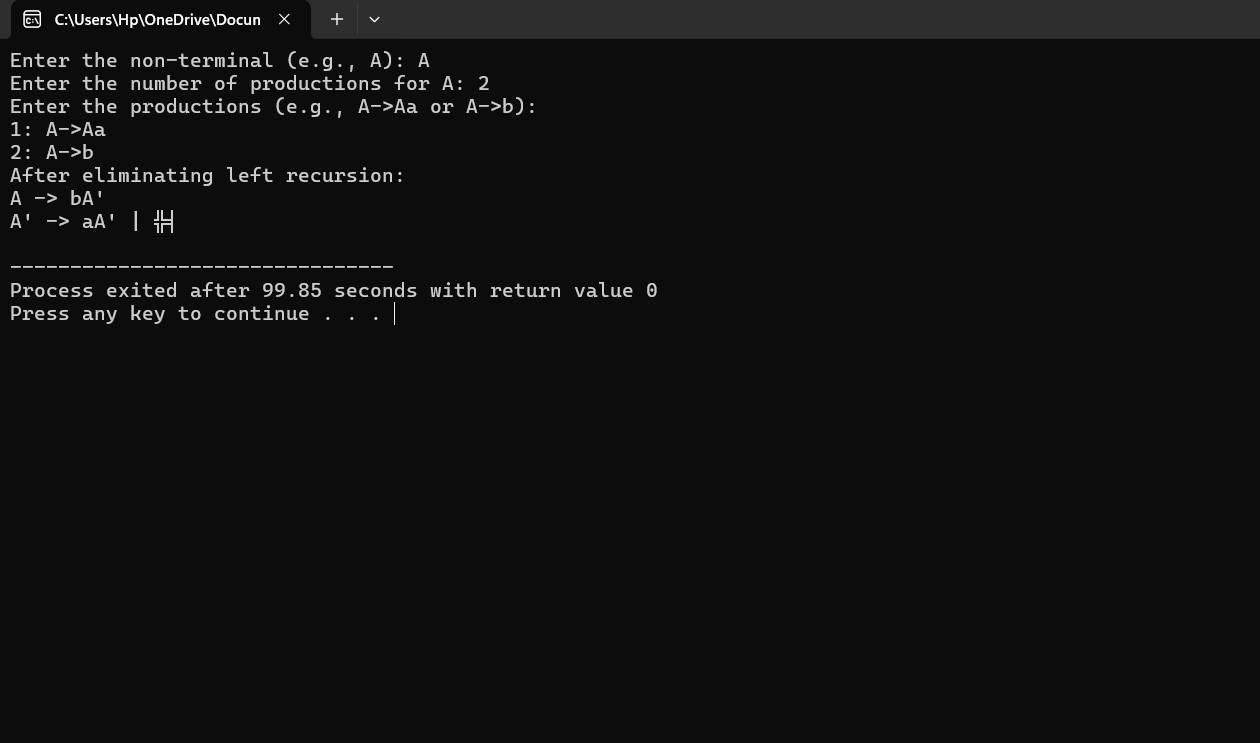 C:\Users\Hp\OneDrive\Docun
Enter the non-terminal (e.g., A): A
Enter the number of productions for A: 2
Enter the productions (e.g., A->Aa or A->b):
1: A->Aa
2: A->b
After eliminating left recursion:
A -> bA'
A' -> aA' | ╬╡
--------------------------------
Process exited after 99.85 seconds with return value 0
Press any key to continue . . .